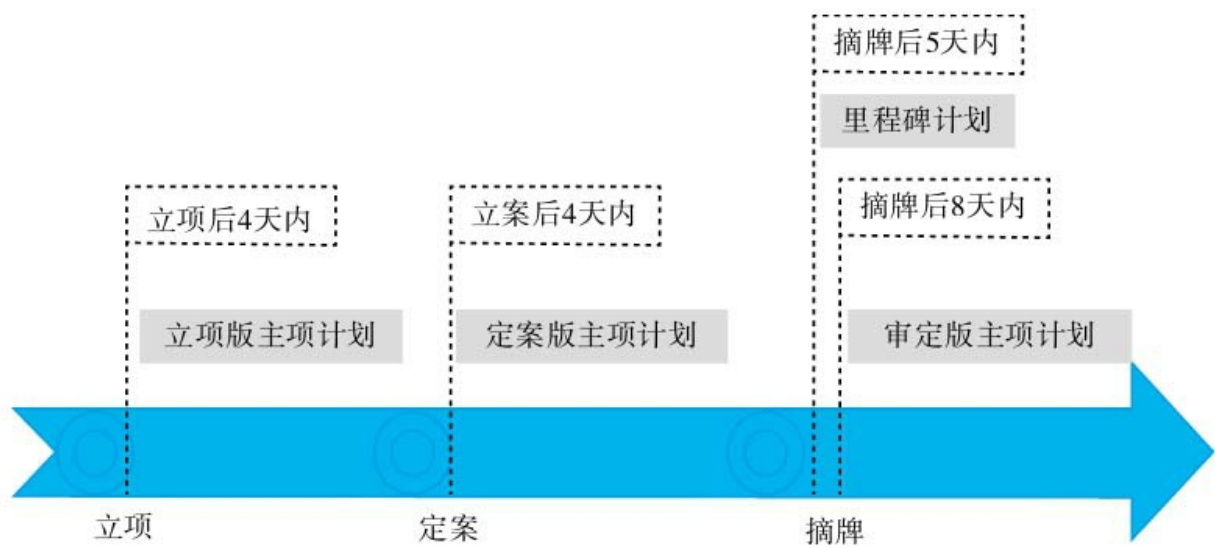 摘牌后5天内
里程碑计划
立项后4天内
立案后4天内
摘牌后8天内
立项版主项计划
定案版主项计划
审定版主项计划
立项
定案
摘牌